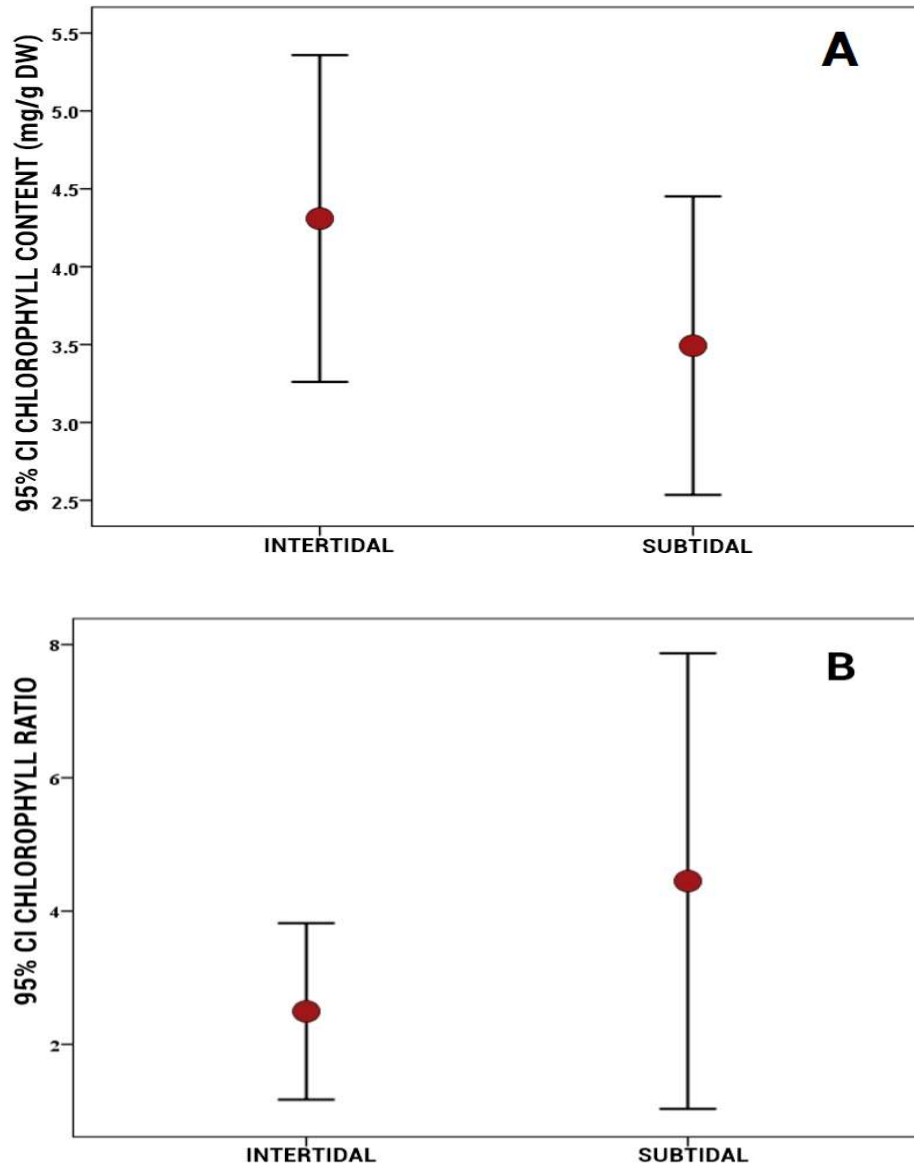 A
95% CI CHLOROPHYLL CONTENT (mg/g DW)
5.5
5.0
4.5
4.0
3.5
3.0
2.5
INTERTIDAL SUBTIDAL
B
95% CI CHLOROPHYLL RATIO
8
6
4
2
INTERTIDAL SUBTIDAL